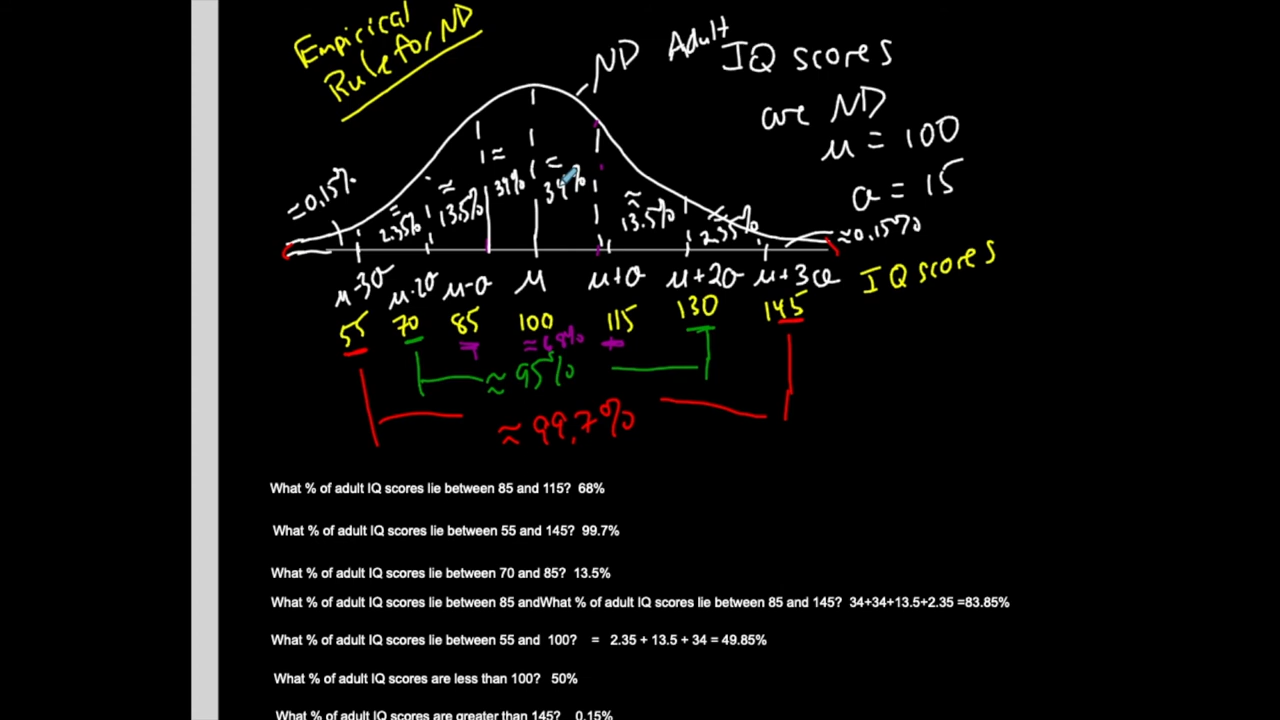 Empirical
Rule for ND
ND Adult IQ scores
are ND
μ = 100
σ = 15
≈0.15%
2.35%
≈
13.5%
≈
34%
≈
34%
≈
13.5%
2.35%
≈0.15%
μ-3σ μ-2σ μ-σ μ μ+σ μ+2σ μ+3σ IQ scores
55 70 85 100 115 130 145
≈68%
≈ 95%
≈ 99.7%
What % of adult IQ scores lie between 85 and 115? 68%
What % of adult IQ scores lie between 55 and 145? 99.7%
What % of adult IQ scores lie between 70 and 85? 13.5%
What % of adult IQ scores lie between 85 andWhat % of adult IQ scores lie between 85 and 145? 34+34+13.5+2.35 =83.85%
What % of adult IQ scores lie between 55 and 100? = 2.35 + 13.5 + 34 = 49.85%
What % of adult IQ scores are less than 100? 50%
What % of adult IQ scores are greater than 145? 0.15%